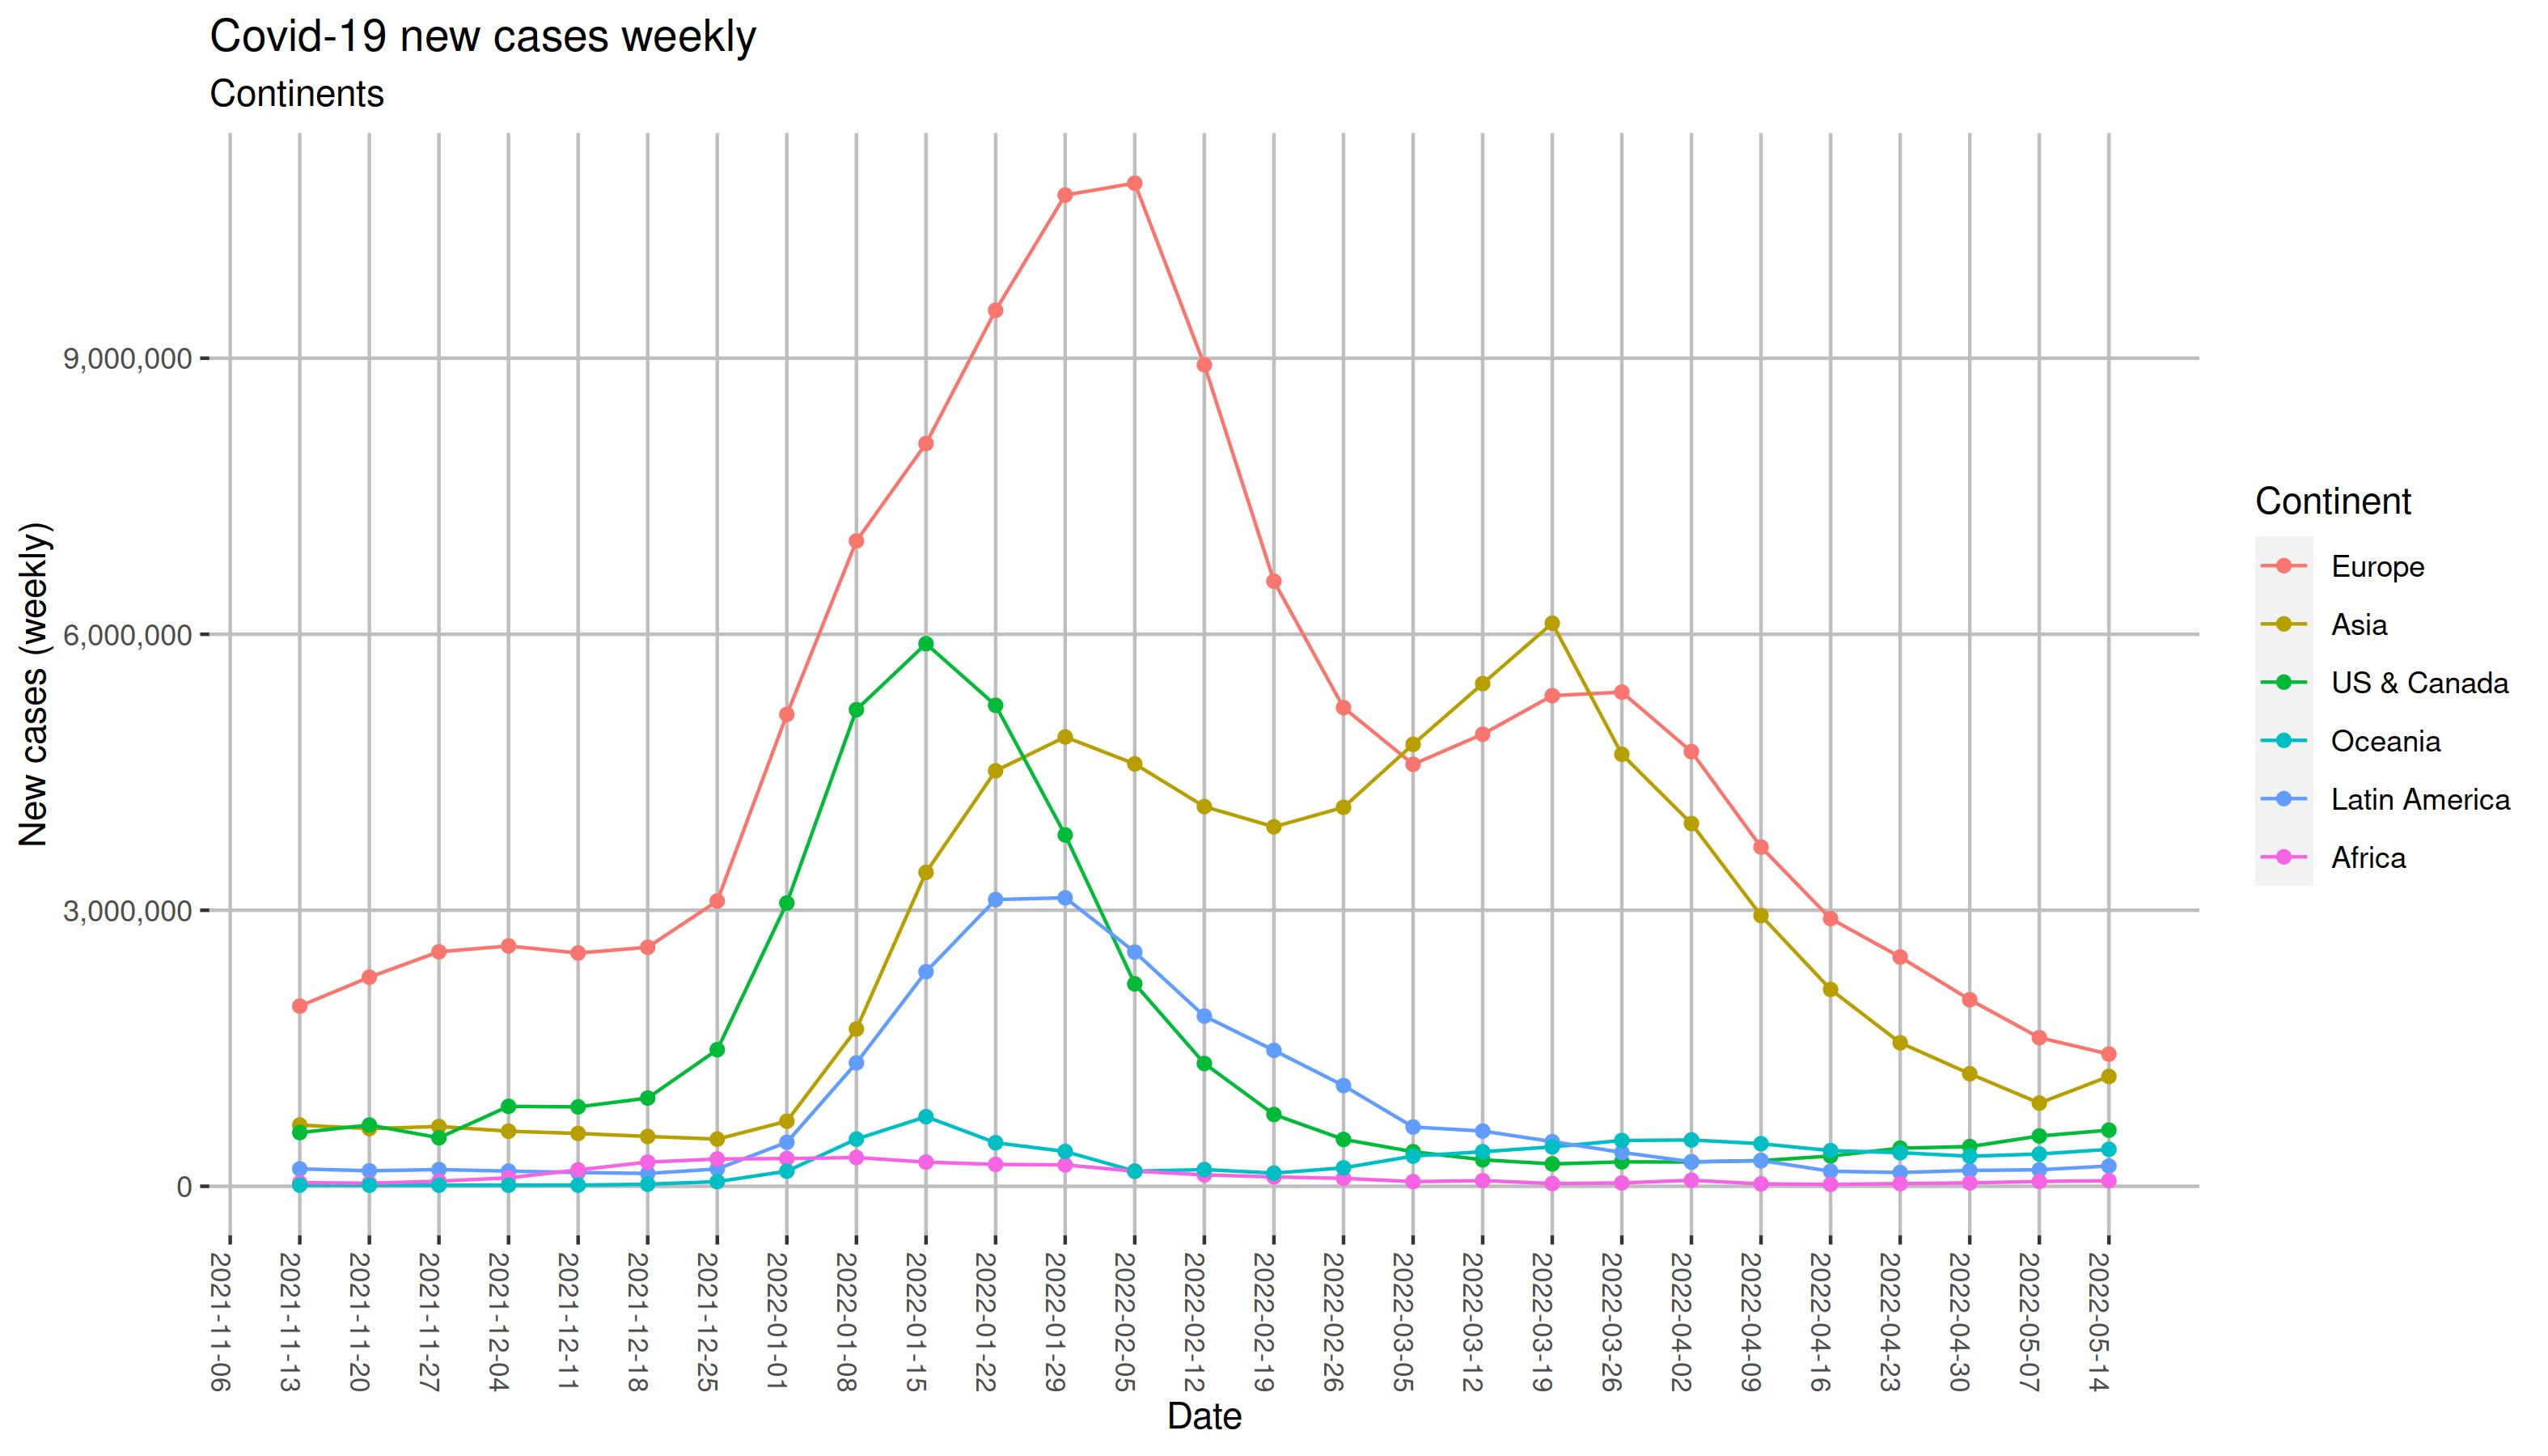 Covid-19 new cases weekly
Continents
New cases (weekly)
9,000,000
6,000,000
3,000,000
0
2021-11-06
2021-11-13
2021-11-20
2021-11-27
2021-12-04
2021-12-11
2021-12-18
2021-12-25
2022-01-01
2022-01-08
2022-01-15
2022-01-22
2022-01-29
2022-02-05
2022-02-12
2022-02-19
2022-02-26
2022-03-05
2022-03-12
2022-03-19
2022-03-26
2022-04-02
2022-04-09
2022-04-16
2022-04-23
2022-04-30
2022-05-07
2022-05-14
Date
Continent
Europe
Asia
US & Canada
Oceania
Latin America
Africa